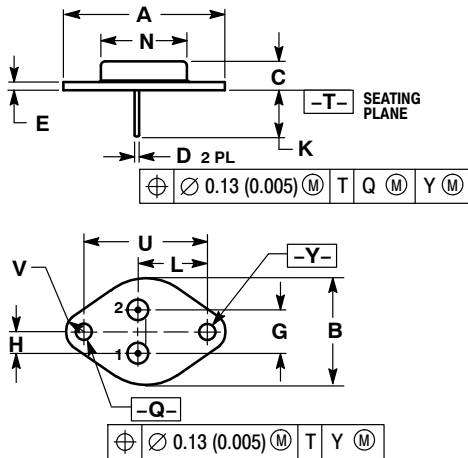 A
N
C
E
–T– SEATING
PLANE
K
D 2 PL
⌖ ∅ 0.13 (0.005) Ⓜ T Q Ⓜ Y Ⓜ
U
L
V
–Y–
2
G
B
H
1
–Q–
⌖ ∅ 0.13 (0.005) Ⓜ T Y Ⓜ